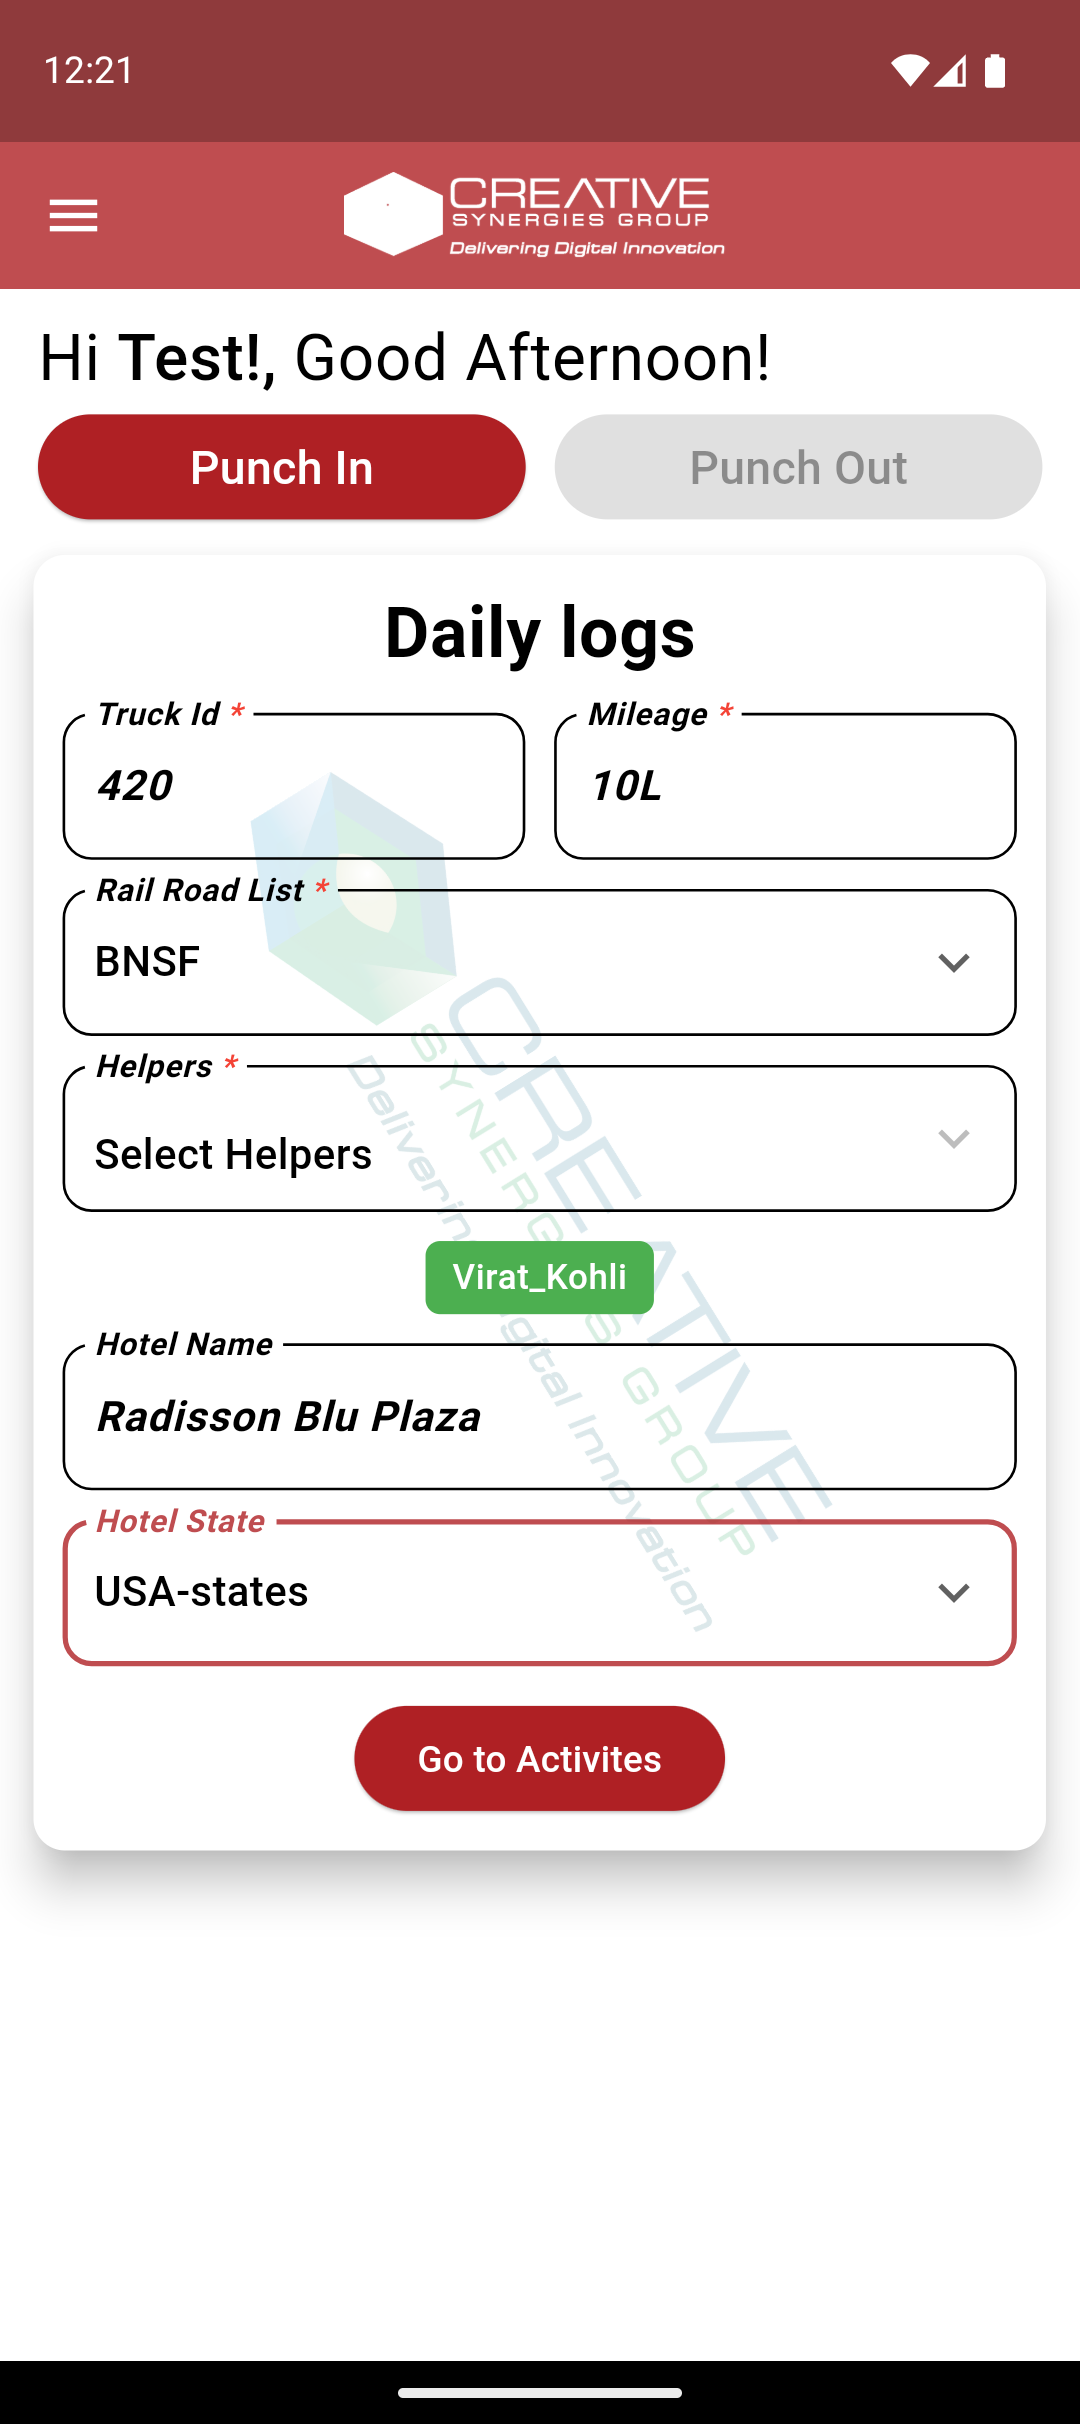 12:21
CREATIVE
SYNERGIES GROUP
Delivering Digital Innovation
Hi Test!, Good Afternoon!
Punch In
Punch Out
Daily logs
Truck Id *
Mileage *
420
10L
Rail Road List *
BNSF
Helpers *
Select Helpers
Virat_Kohli
Hotel Name
Radisson Blu Plaza
Hotel State
USA-states
Go to Activites
CREATIVE
SYNERGIES GROUP
Delivering Digital Innovation